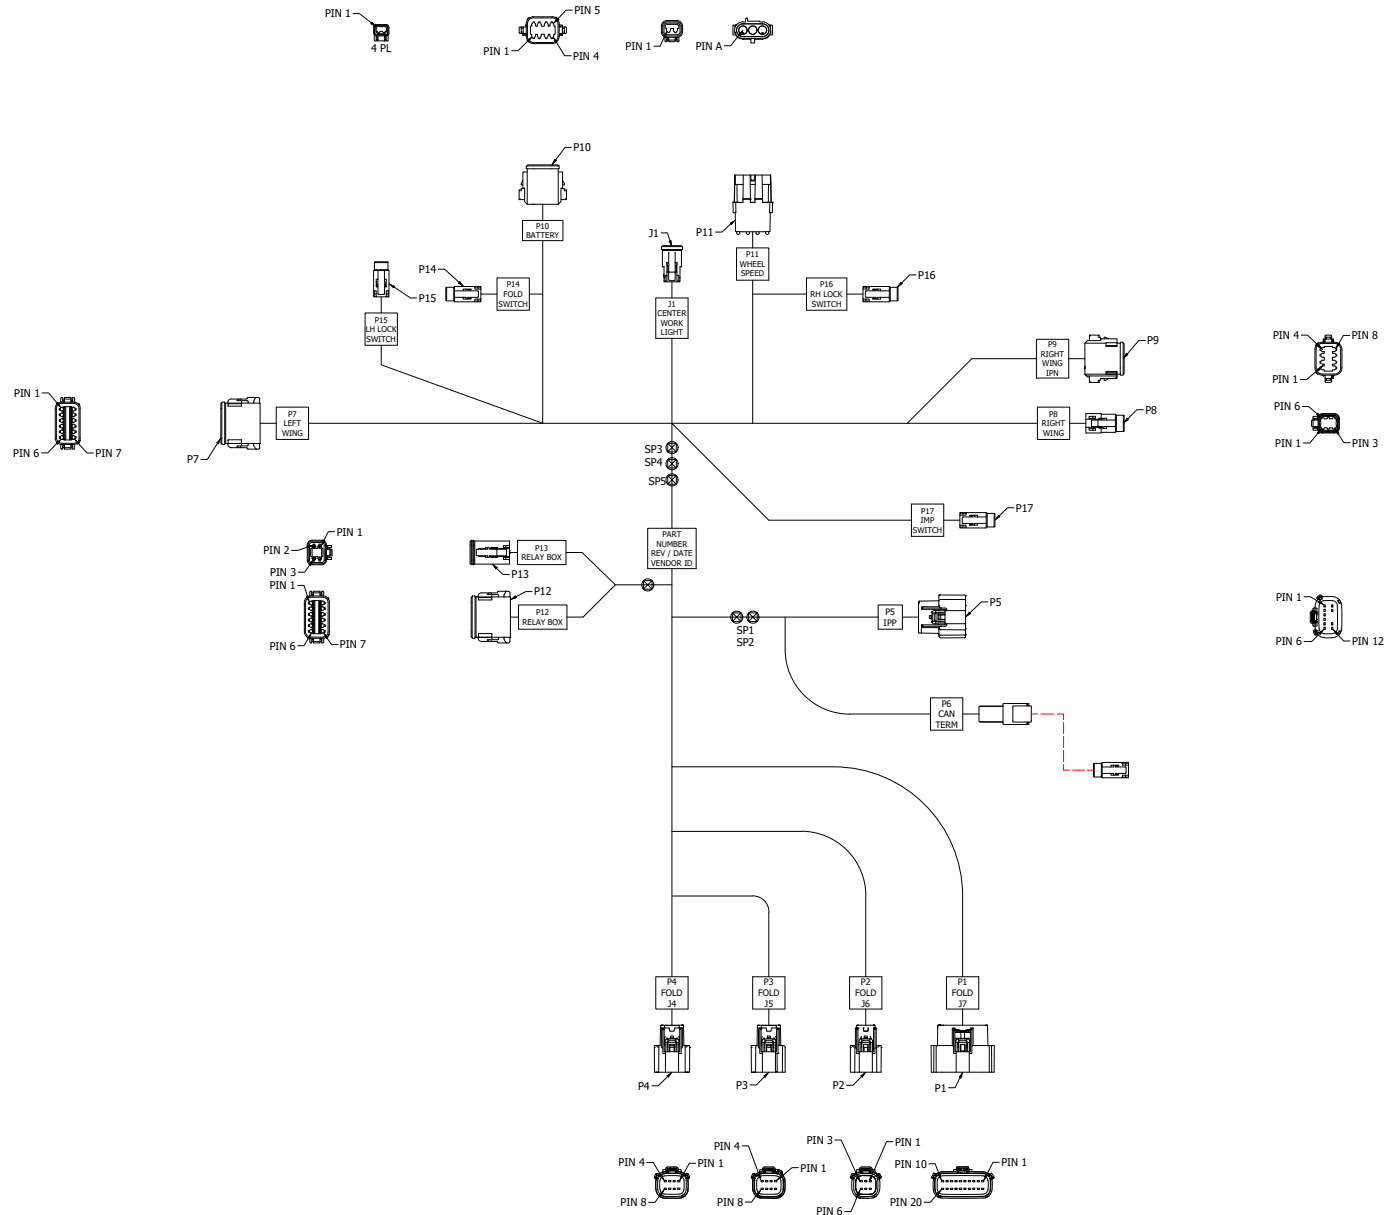 PIN 1
4 PL
PIN 5
PIN 1
PIN 4
PIN 1
PIN A
P10
P10
BATTERY
P11
P11
WHEEL
SPEED
J1
J1
CENTER
WORK
LIGHT
P14
P14
FOLD
SWITCH
P15
P15
LH LOCK
SWITCH
P16
RH LOCK
SWITCH
P16
P9
RIGHT
WING
IPN
P9
PIN 4
PIN 8
PIN 1
PIN 1
PIN 6
PIN 7
P7
P7
LEFT
WING
P8
RIGHT
WING
P8
PIN 6
PIN 1
PIN 3
SP3
SP4
SP5
P17
IMP
SWITCH
P17
PART
NUMBER
REV / DATE
VENDOR ID
PIN 1
PIN 2
PIN 3
P13
RELAY BOX
P13
PIN 1
PIN 6
PIN 7
P12
P12
RELAY BOX
SP1
SP2
P5
IPP
P5
PIN 1
PIN 6
PIN 12
P6
CAN
TERM
P4
FOLD
J4
P3
FOLD
J5
P2
FOLD
J6
P1
FOLD
J7
P4
P3
P2
P1
PIN 4
PIN 1
PIN 8
PIN 4
PIN 1
PIN 8
PIN 3
PIN 1
PIN 6
PIN 10
PIN 1
PIN 20